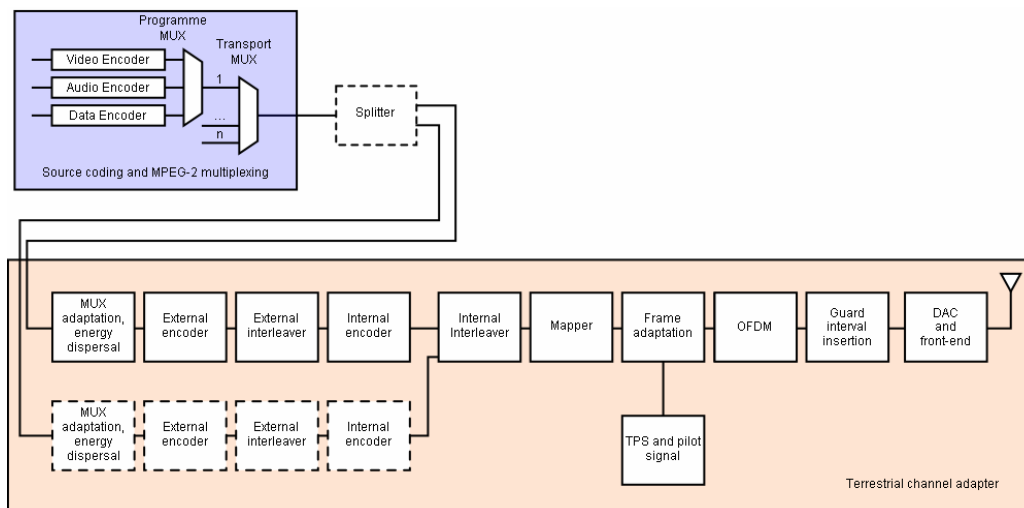 Programme
MUX
Transport
MUX
Video Encoder
Audio Encoder
Data Encoder
1
...
n
Source coding and MPEG-2 multiplexing
Splitter
MUX
adaptation,
energy
dispersal
External
encoder
External
interleaver
Internal
encoder
Internal
Interleaver
Mapper
Frame
adaptation
OFDM
Guard
interval
insertion
DAC
and
front-end
MUX
adaptation,
energy
dispersal
External
encoder
External
interleaver
Internal
encoder
TPS and pilot
signal
Terrestrial channel adapter